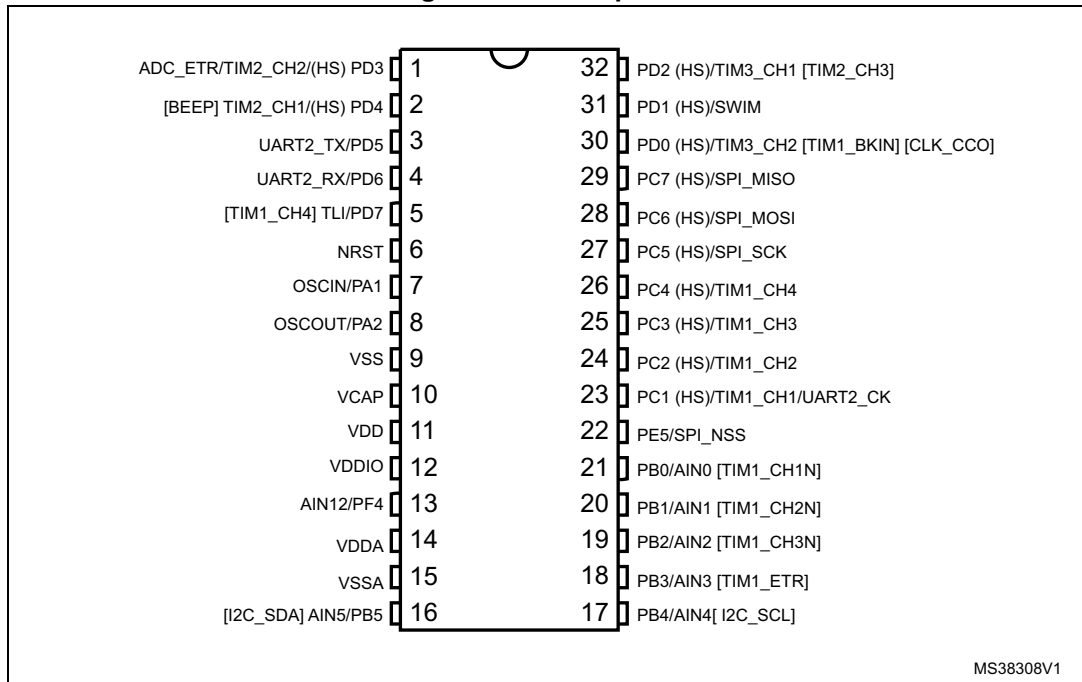 ADC_ETR/TIM2_CH2/(HS) PD3 1
32 PD2 (HS)/TIM3_CH1 [TIM2_CH3]
[BEEP] TIM2_CH1/(HS) PD4 2
31 PD1 (HS)/SWIM
UART2_TX/PD5 3
30 PD0 (HS)/TIM3_CH2 [TIM1_BKIN] [CLK_CCO]
UART2_RX/PD6 4
29 PC7 (HS)/SPI_MISO
[TIM1_CH4] TLI/PD7 5
28 PC6 (HS)/SPI_MOSI
NRST 6
27 PC5 (HS)/SPI_SCK
OSCIN/PA1 7
26 PC4 (HS)/TIM1_CH4
OSCOUT/PA2 8
25 PC3 (HS)/TIM1_CH3
VSS 9
24 PC2 (HS)/TIM1_CH2
VCAP 10
23 PC1 (HS)/TIM1_CH1/UART2_CK
VDD 11
22 PE5/SPI_NSS
VDDIO 12
21 PB0/AIN0 [TIM1_CH1N]
AIN12/PF4 13
20 PB1/AIN1 [TIM1_CH2N]
VDDA 14
19 PB2/AIN2 [TIM1_CH3N]
VSSA 15
18 PB3/AIN3 [TIM1_ETR]
[I2C_SDA] AIN5/PB5 16
17 PB4/AIN4[ I2C_SCL]
MS38308V1